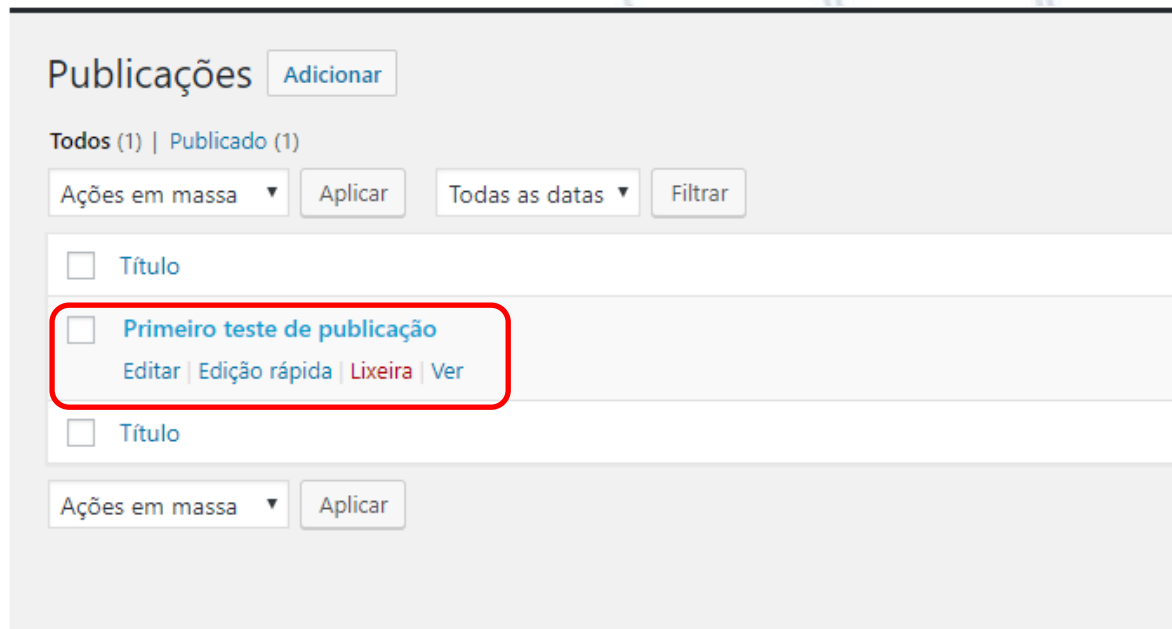 Publicações Adicionar
Todos (1) | Publicado (1)
Ações em massa Aplicar Todas as datas Filtrar
Título
Primeiro teste de publicação
Editar | Edição rápida | Lixeira | Ver
Título
Ações em massa Aplicar